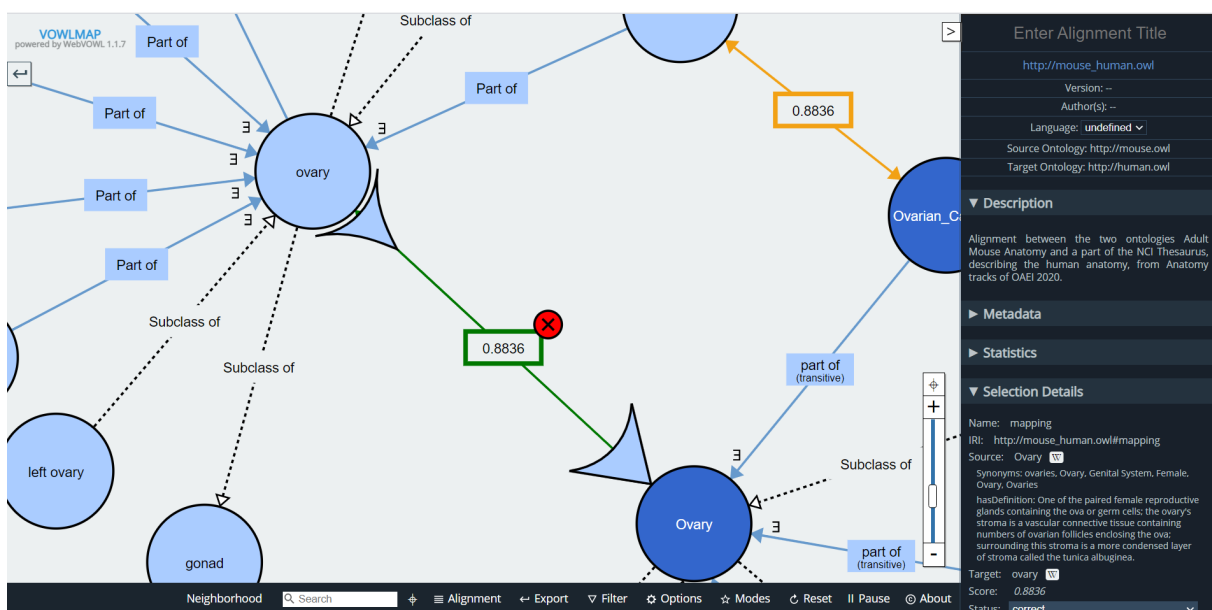 VOWLMAP
powered by WebVOWL 1.1.7
Part of
Subclass of
Part of
Part of
0.8836
ovary
Part of
Part of
Ovarian_Ca
Subclass of
0.8836
Subclass of
part of
(transitive)
left ovary
Subclass of
gonad
Ovary
part of
(transitive)
∃
∃
∃
∃
∃
∃
∃
>
+
-
Neighborhood
Search
Alignment
Export
Filter
Options
Modes
Reset
Pause
About
Enter Alignment Title
http://mouse_human.owl
Version: --
Author(s): --
Language: undefined
Source Ontology: http://mouse.owl
Target Ontology: http://human.owl
▼ Description
Alignment between the two ontologies Adult
Mouse Anatomy and a part of the NCI Thesaurus,
describing the human anatomy, from Anatomy
tracks of OAEI 2020.
► Metadata
► Statistics
▼ Selection Details
Name: mapping
IRI: http://mouse_human.owl#mapping
Source: Ovary W
Synonyms: ovaries, Ovary, Genital System, Female,
Ovary, Ovaries
hasDefinition: One of the paired female reproductive
glands containing the ova or germ cells; the ovary's
stroma is a vascular connective tissue containing
numbers of ovarian follicles enclosing the ova;
surrounding this stroma is a more condensed layer
of stroma called the tunica albuginea.
Target: ovary W
Score: 0.8836
Status: correct